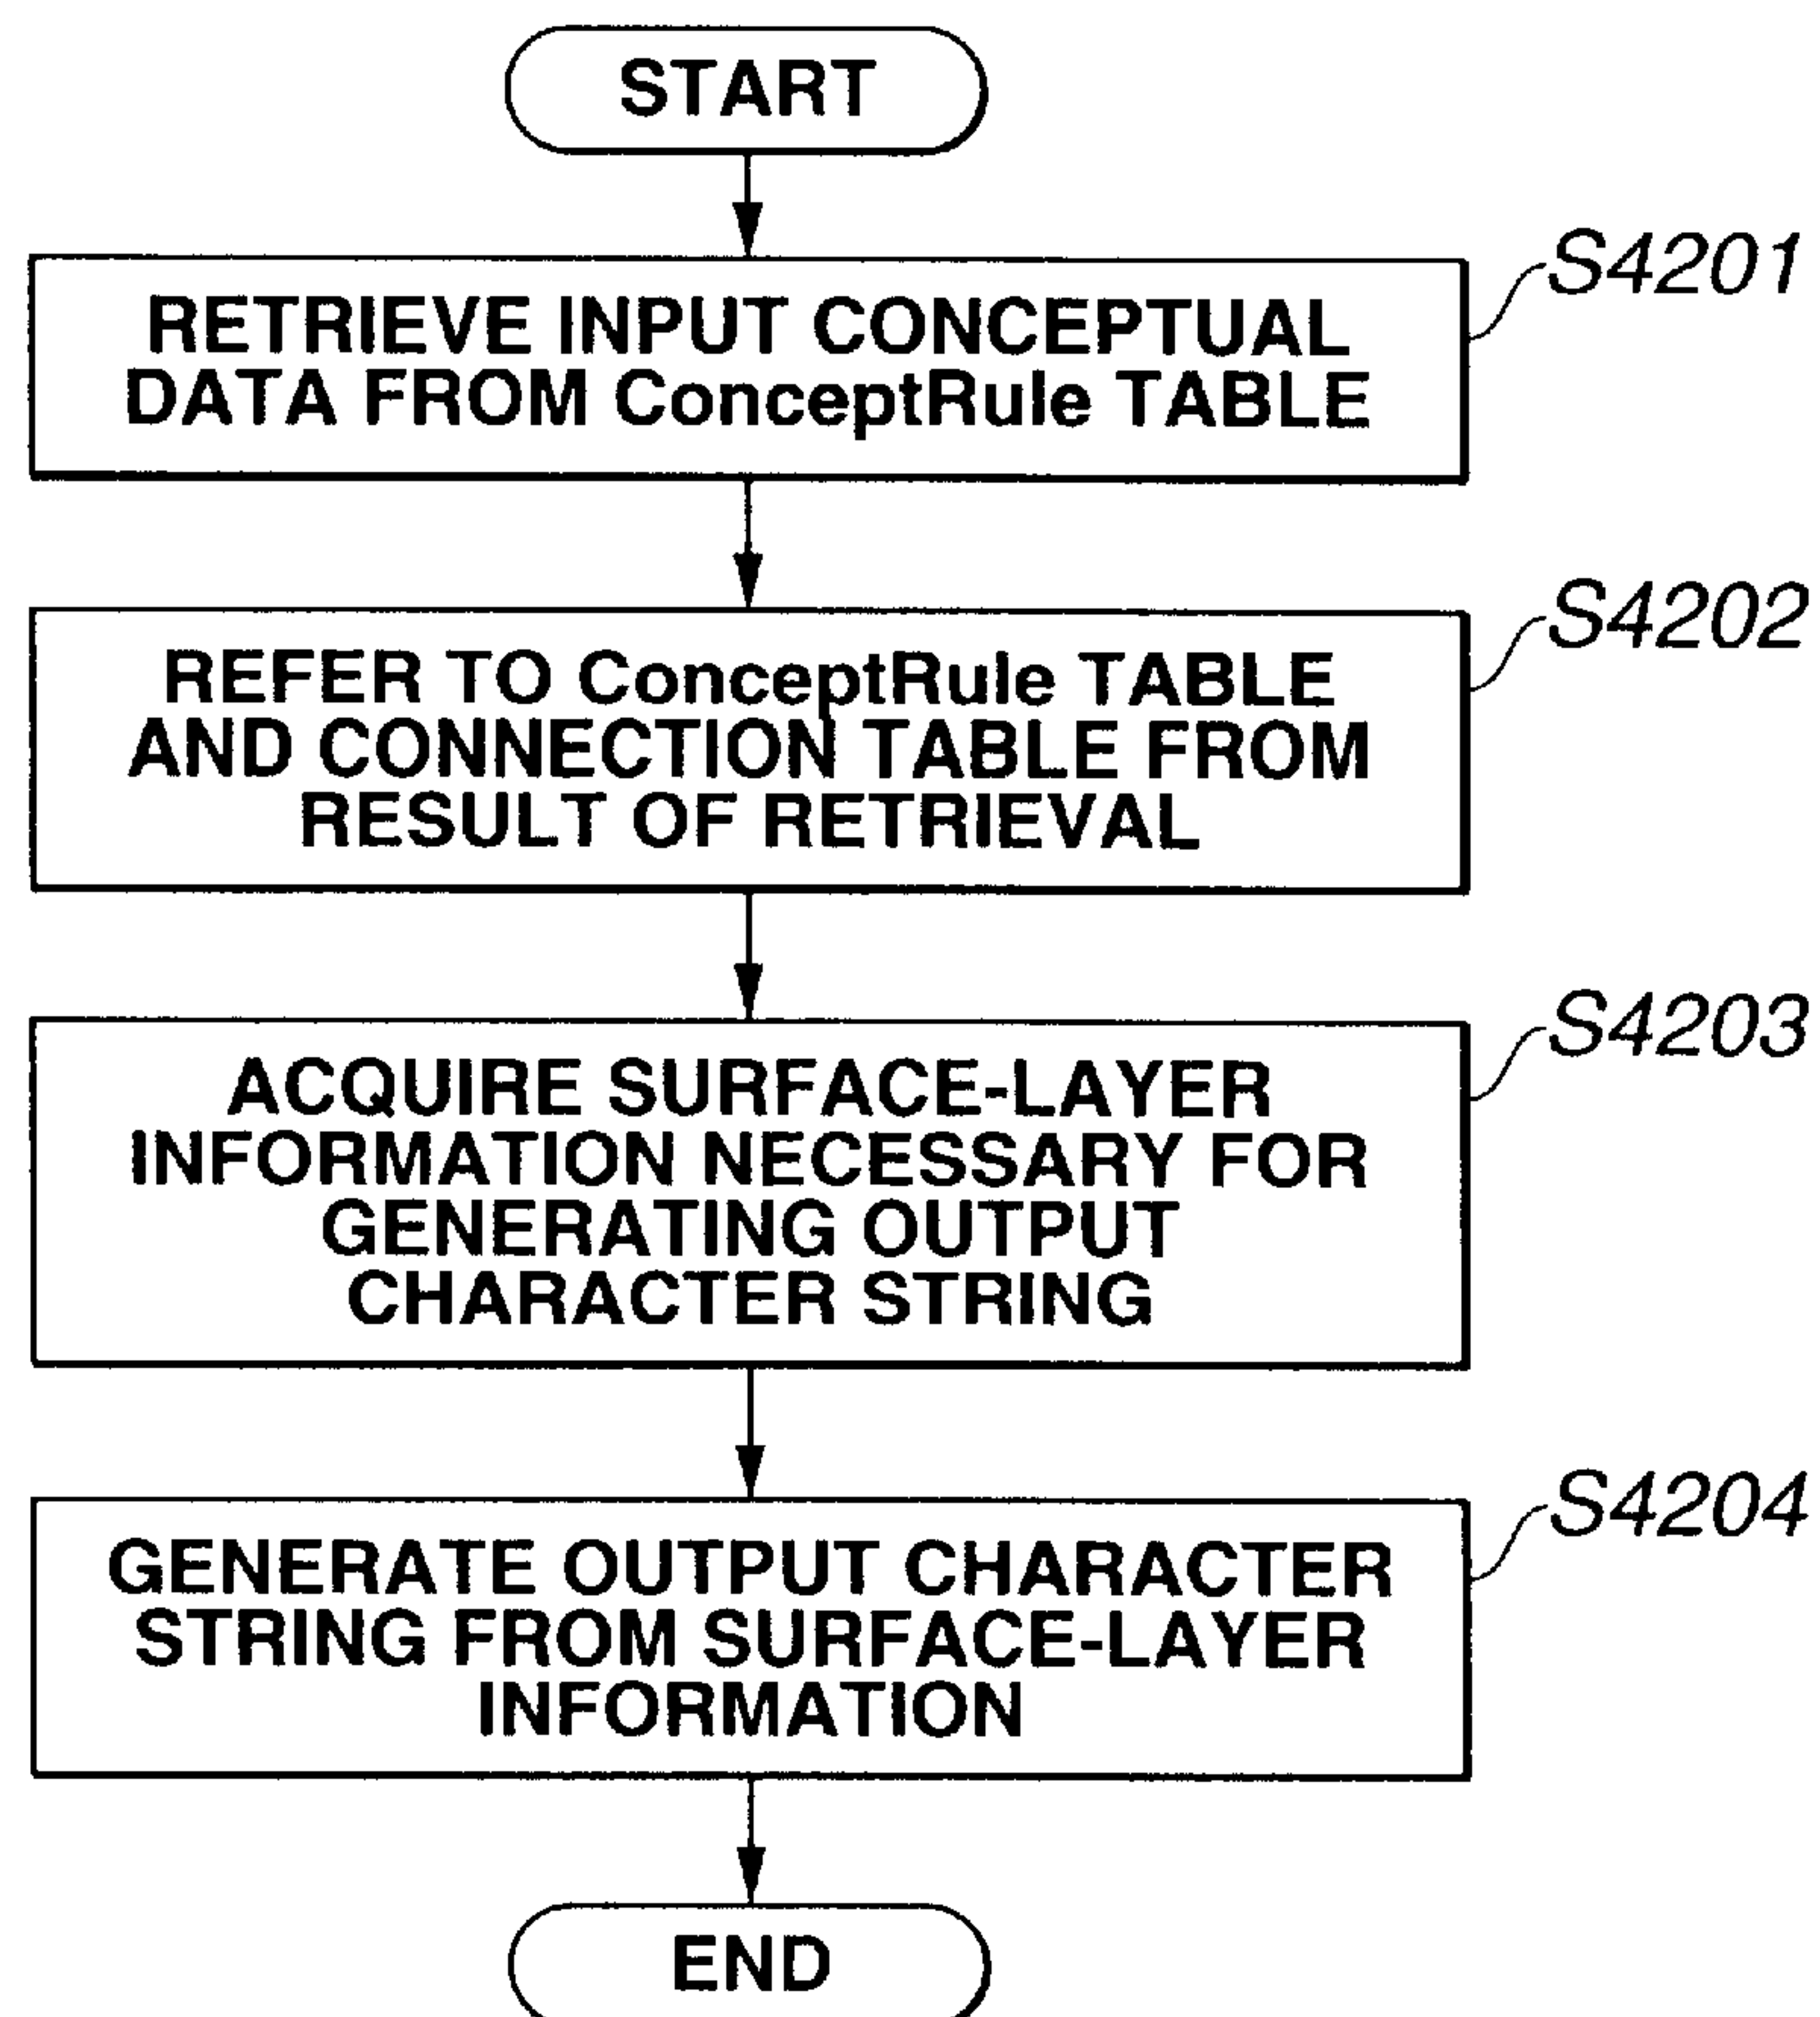 START
S4201
RETRIEVE INPUT CONCEPTUAL
DATA FROM ConceptRule TABLE
S4202
REFER TO ConceptRule TABLE
AND CONNECTION TABLE FROM
RESULT OF RETRIEVAL
S4203
ACQUIRE SURFACE-LAYER
INFORMATION NECESSARY FOR
GENERATING OUTPUT
CHARACTER STRING
S4204
GENERATE OUTPUT CHARACTER
STRING FROM SURFACE-LAYER
INFORMATION
END